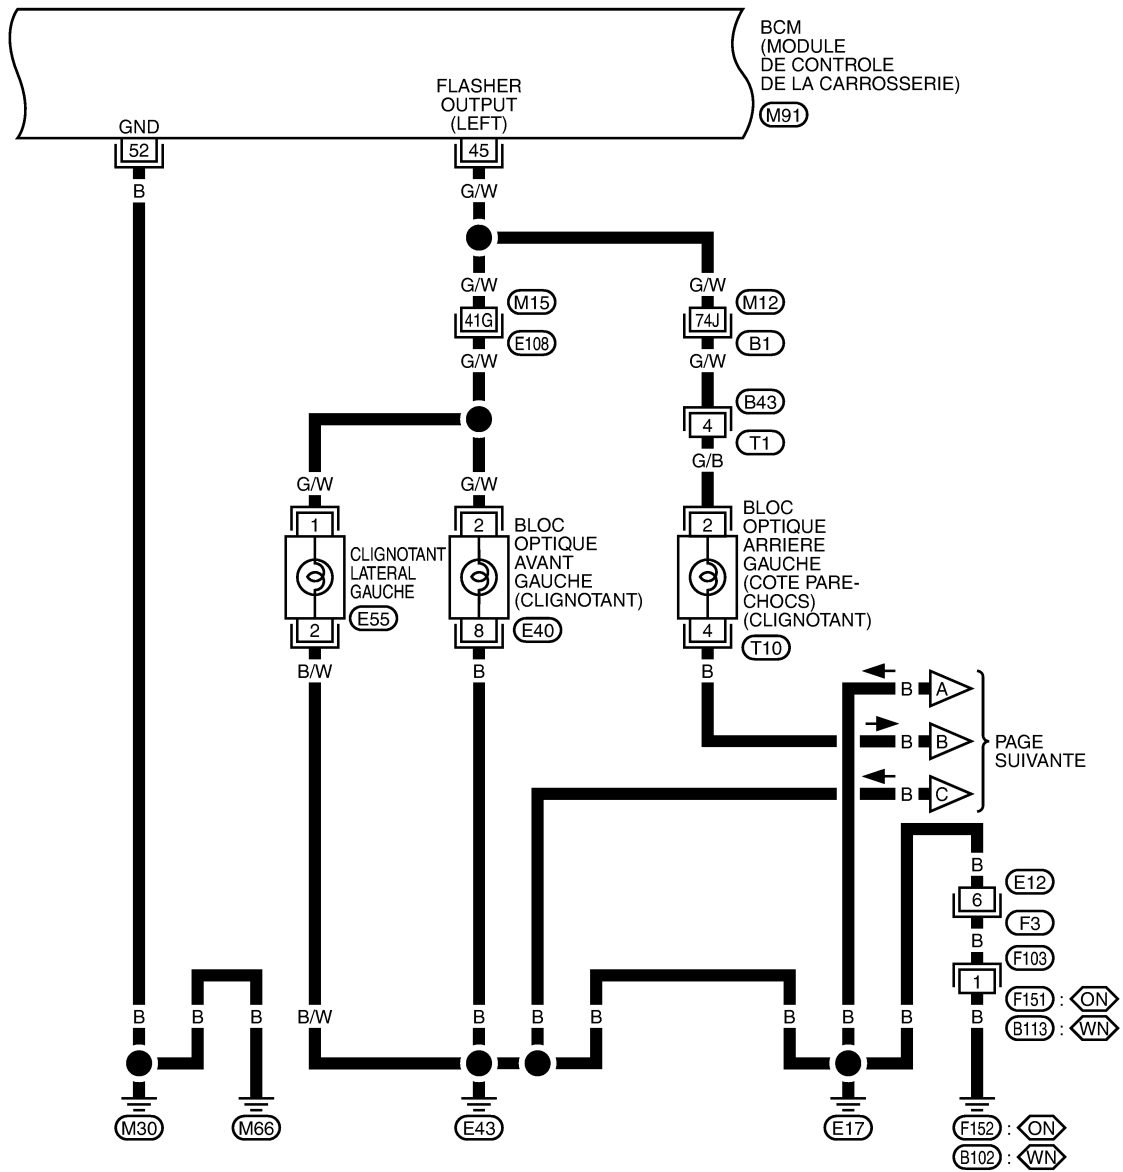 BCM
(MODULE
DE CONTROLE
DE LA CARROSSERIE)
M91
FLASHER
OUTPUT
(LEFT)
GND
52
45
B
G/W
G/W
G/W
M15
M12
41G
74J
E108
B1
G/W
G/W
B43
4
T1
G/B
G/W
G/W
1
2
2
CLIGNOTANT
LATERAL
GAUCHE
E55
BLOC
OPTIQUE
AVANT
GAUCHE
(CLIGNOTANT)
E40
BLOC
OPTIQUE
ARRIERE
GAUCHE
(COTE PARE-
CHOCS)
(CLIGNOTANT)
T10
2
8
4
B/W
B
B
B
A
B
B
B
C
PAGE
SUIVANTE
B
E12
6
F3
B
F103
1
F151 : ON
B113 : WN
B
B
B
B/W
B
B
B
B
B
B
B
M30
M66
E43
E17
F152 : ON
B102 : WN